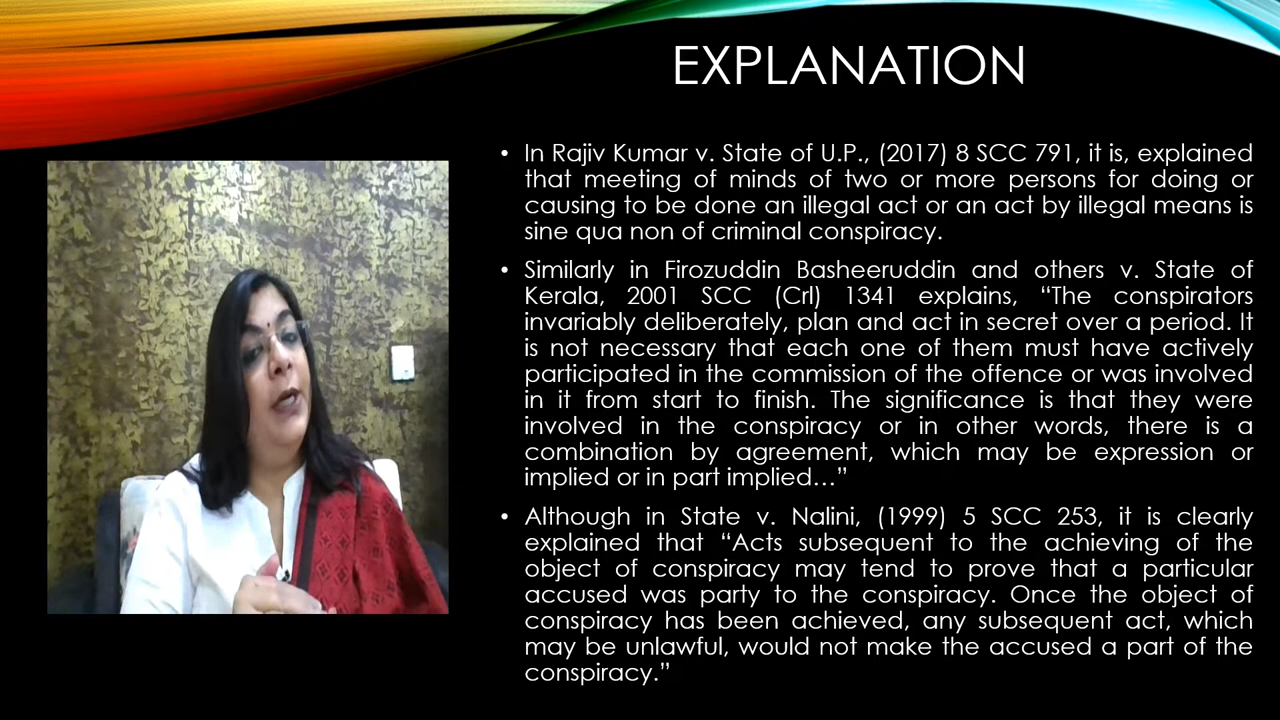 EXPLANATION
• In Rajiv Kumar v. State of U.P., (2017) 8 SCC 791, it is, explained
that meeting of minds of two or more persons for doing or
causing to be done an illegal act or an act by illegal means is
sine qua non of criminal conspiracy.
• Similarly in Firozuddin Basheeruddin and others v. State of
Kerala, 2001 SCC (Crl) 1341 explains, “The conspirators
invariably deliberately, plan and act in secret over a period. It
is not necessary that each one of them must have actively
participated in the commission of the offence or was involved
in it from start to finish. The significance is that they were
involved in the conspiracy or in other words, there is a
combination by agreement, which may be expression or
implied or in part implied…”
• Although in State v. Nalini, (1999) 5 SCC 253, it is clearly
explained that “Acts subsequent to the achieving of the
object of conspiracy may tend to prove that a particular
accused was party to the conspiracy. Once the object of
conspiracy has been achieved, any subsequent act, which
may be unlawful, would not make the accused a part of the
conspiracy.”